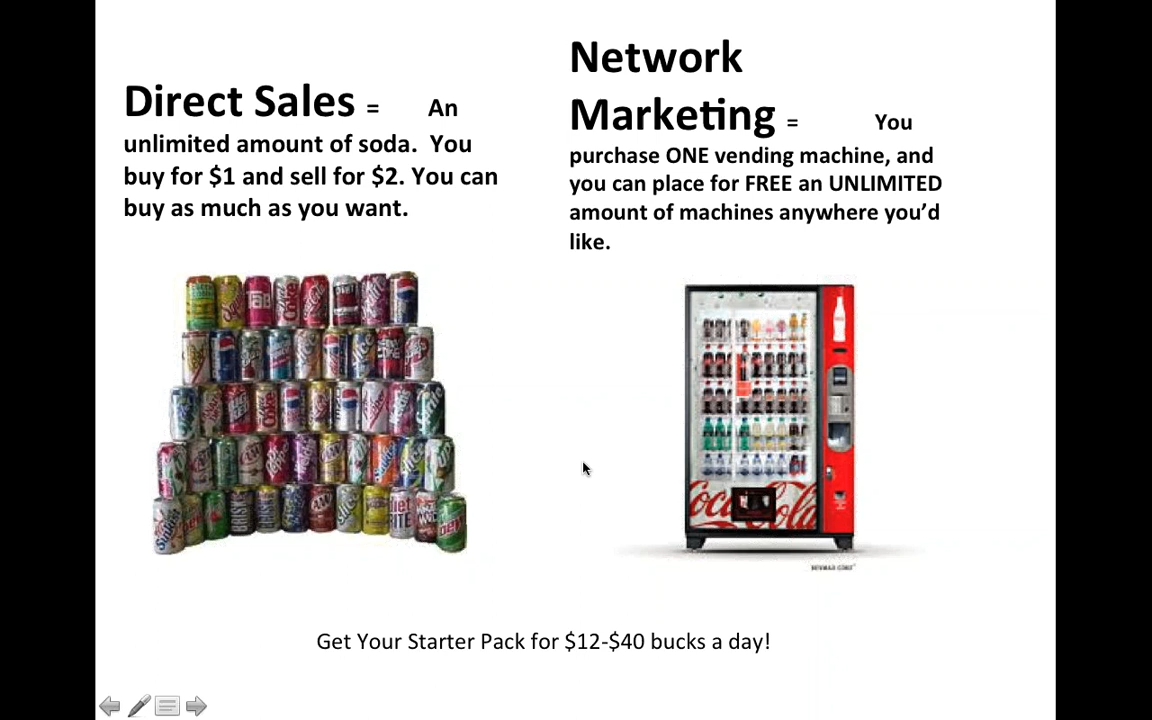 Direct Sales = An
unlimited amount of soda. You
buy for $1 and sell for $2. You can
buy as much as you want.
Network
Marketing = You
purchase ONE vending machine, and
you can place for FREE an UNLIMITED
amount of machines anywhere you’d
like.
Coca-Cola
Get Your Starter Pack for $12-$40 bucks a day!